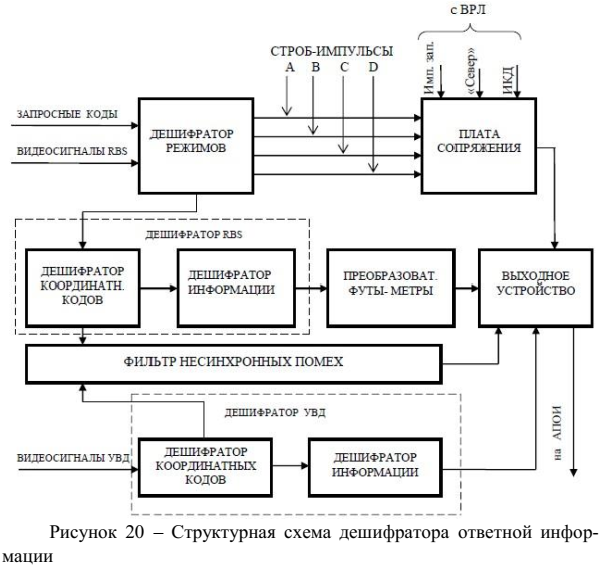 с ВРЛ
СТРОБ-ИМПУЛЬСЫ
А В С D
Имп. зап.
«Север»
ИКД
ЗАПРОСНЫЕ КОДЫ
ВИДЕОСИГНАЛЫ RBS
ДЕШИФРАТОР
РЕЖИМОВ
ПЛАТА
СОПРЯЖЕНИЯ
ДЕШИФРАТОР RBS
ДЕШИФРАТОР
КООРДИНАТН.
КОДОВ
ДЕШИФРАТОР
ИНФОРМАЦИИ
ПРЕОБРАЗОВАТ.
ФУТЫ- МЕТРЫ
ВЫХОДНОЕ
УСТРОЙСТВО
ФИЛЬТР НЕСИНХРОННЫХ ПОМЕХ
ДЕШИФРАТОР УВД
ВИДЕОСИГНАЛЫ УВД
ДЕШИФРАТОР
КООРДИНАТНЫХ
КОДОВ
ДЕШИФРАТОР
ИНФОРМАЦИИ
на АПОИ
Рисунок 20 – Структурная схема дешифратора ответной инфор-
мации